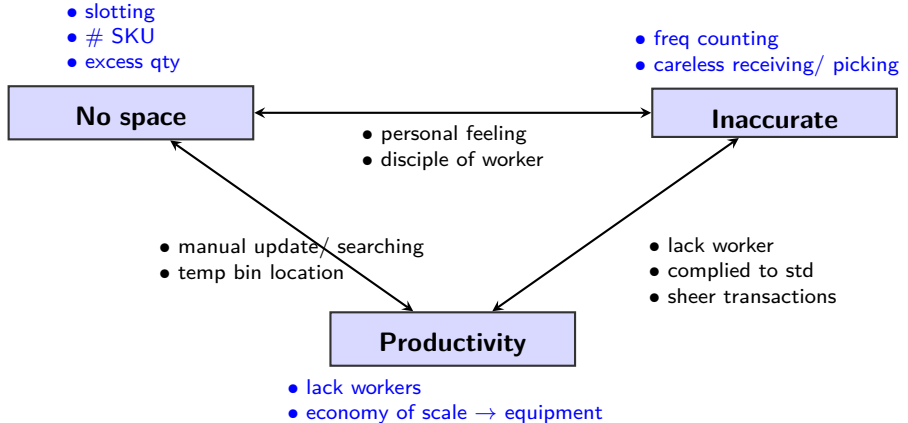 • slotting
• # SKU
• excess qty
• freq counting
• careless receiving/ picking
No space
Inaccurate
• personal feeling
• disciple of worker
• manual update/ searching
• temp bin location
• lack worker
• complied to std
• sheer transactions
Productivity
• lack workers
• economy of scale → equipment